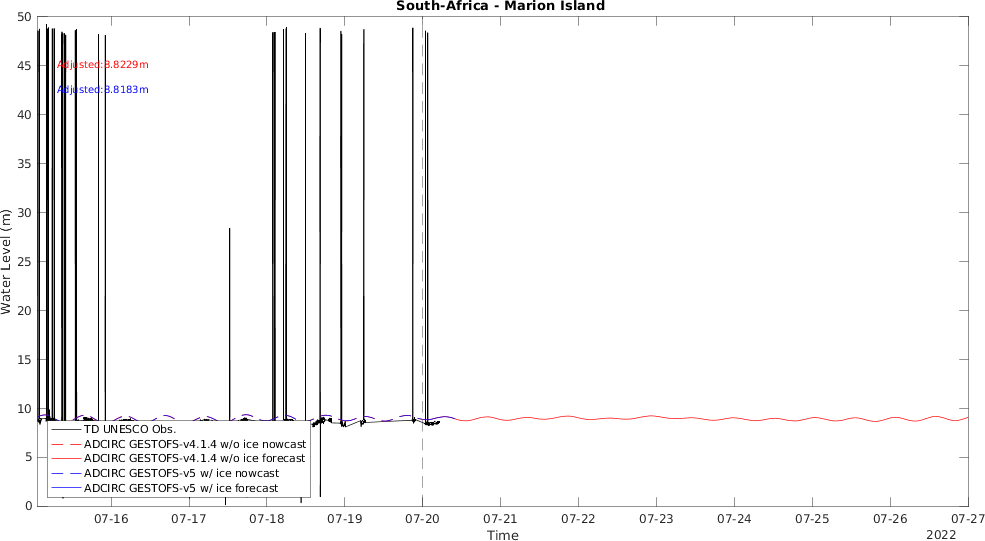 South-Africa - Marion Island
50
45
40
35
30
25
20
15
10
5
0
Water Level (m)
Adjusted:8.8229m
Adjusted:8.8183m
TD UNESCO Obs.
ADCIRC GESTOFS-v4.1.4 w/o ice nowcast
ADCIRC GESTOFS-v4.1.4 w/o ice forecast
ADCIRC GESTOFS-v5 w/ ice nowcast
ADCIRC GESTOFS-v5 w/ ice forecast
07-16 07-17 07-18 07-19 07-20 07-21 07-22 07-23 07-24 07-25 07-26 07-27
Time
2022